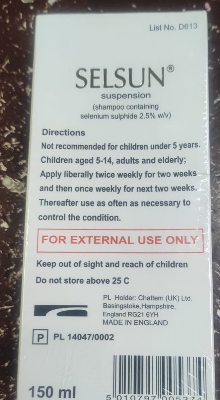 List No. D613
SELSUN®
suspension
(shampoo containing
selenium sulphide 2.5% w/v)
Directions
Not recommended for children under 5 years.
Children aged 5-14, adults and elderly;
Apply liberally twice weekly for two weeks
and then once weekly for next two weeks.
Thereafter use as often as necessary to
control the condition.
FOR EXTERNAL USE ONLY
Keep out of sight and reach of children
Do not store above 25 C
PL Holder: Chattem (UK) Ltd.
Basingstoke, Hampshire,
England RG21 6YH
MADE IN ENGLAND
P PL 14047/0002
150 ml